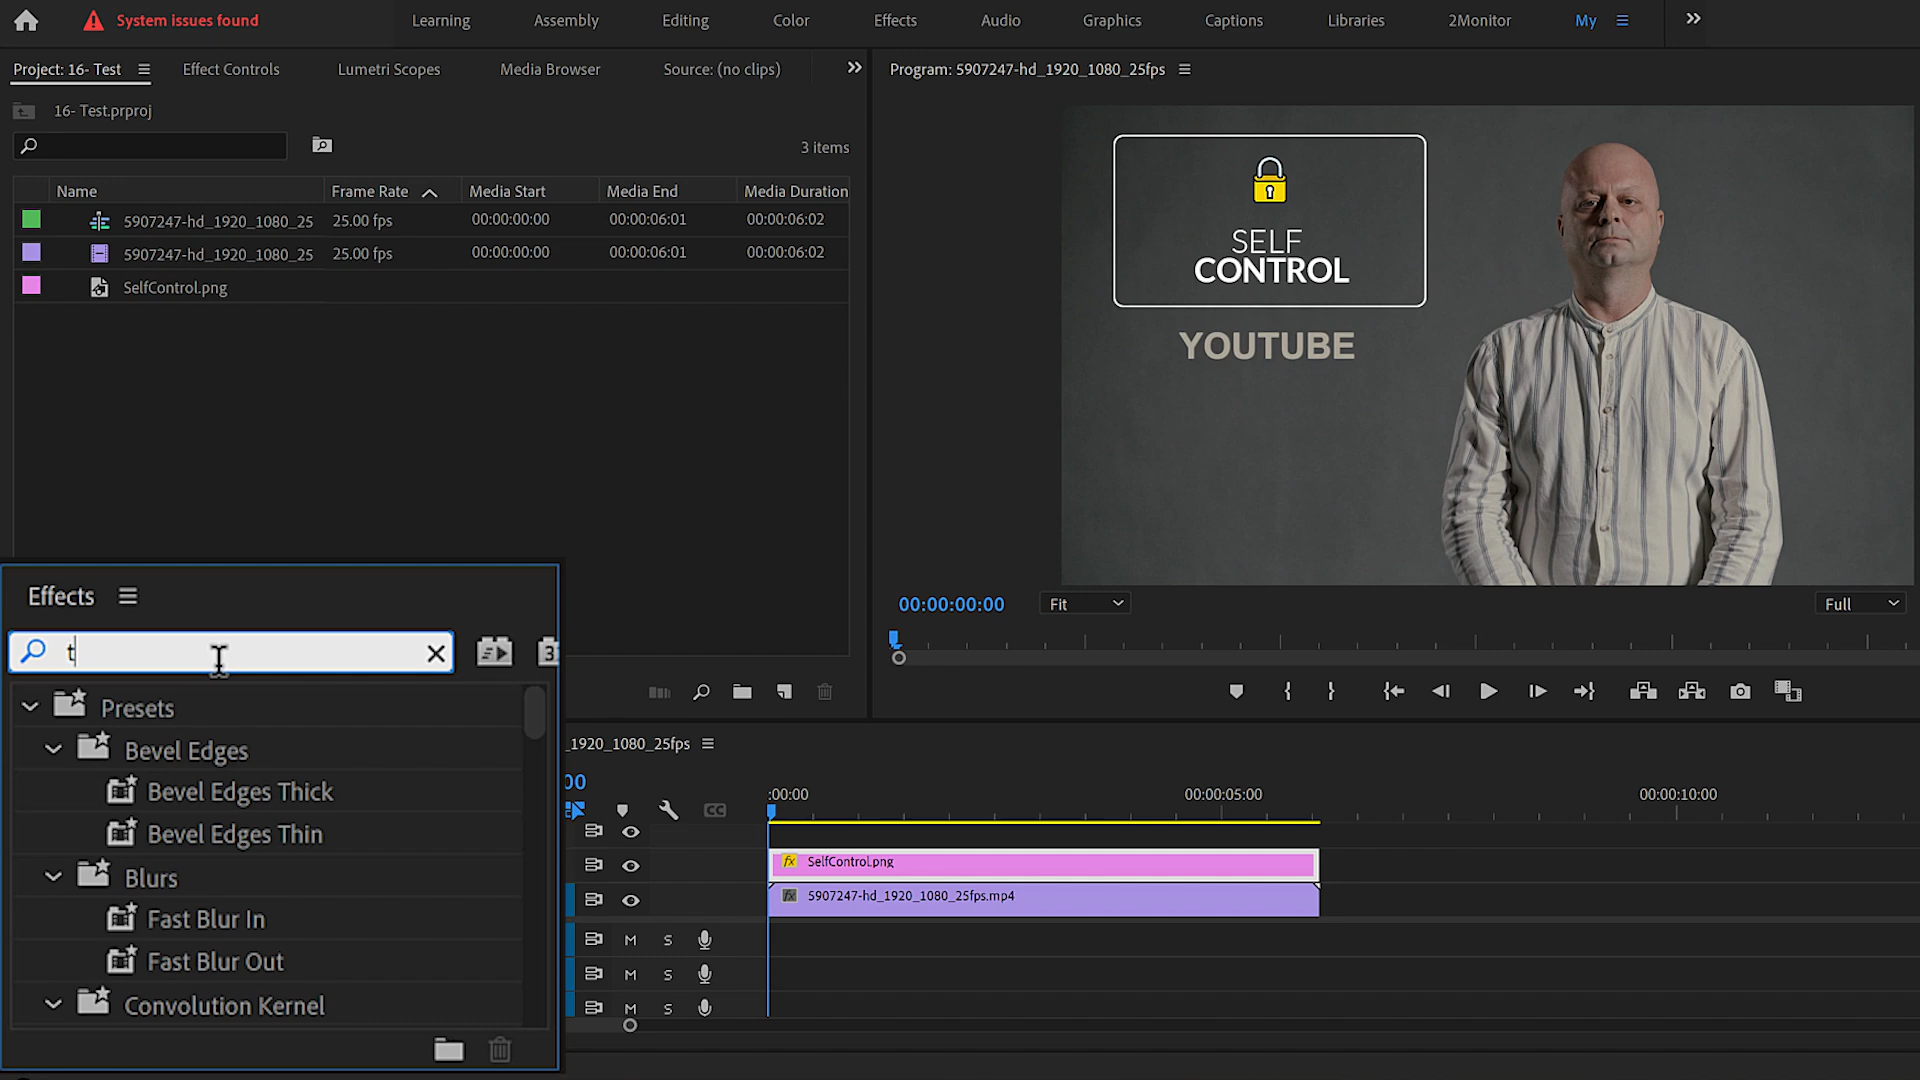 System issues found
Learning
Assembly
Editing
Color
Effects
Audio
Graphics
Captions
Libraries
2Monitor
My
Project: 16- Test
Effect Controls
Lumetri Scopes
Media Browser
Source: (no clips)
16- Test.prproj
3 items
Name
Frame Rate
Media Start
Media End
Media Duration
5907247-hd_1920_1080_25
25.00 fps
00:00:00:00
00:00:06:01
00:00:06:02
5907247-hd_1920_1080_25
25.00 fps
00:00:00:00
00:00:06:01
00:00:06:02
SelfControl.png
Program: 5907247-hd_1920_1080_25fps
SELF
CONTROL
YOUTUBE
00:00:00:00
Fit
Full
Effects
t
3
Presets
Bevel Edges
Bevel Edges Thick
Bevel Edges Thin
Blurs
Fast Blur In
Fast Blur Out
Convolution Kernel
_1920_1080_25fps
00
CC
:00:00
00:00:05:00
00:00:10:00
fx SelfControl.png
fx 5907247-hd_1920_1080_25fps.mp4
M S
M S
M S